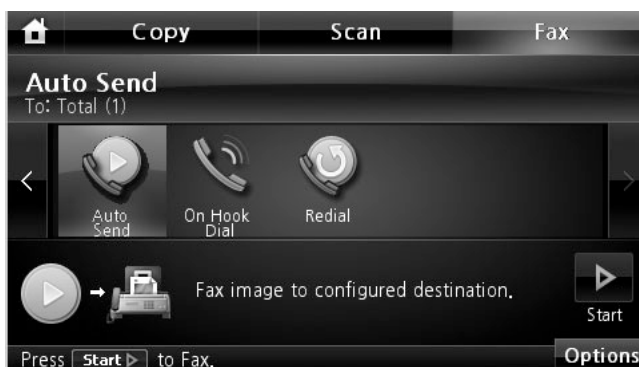 Copy Scan Fax
Auto Send
To: Total (1)
Auto Send
On Hook Dial
Redial
Fax image to configured destination.
Start
Press Start to Fax.
Options